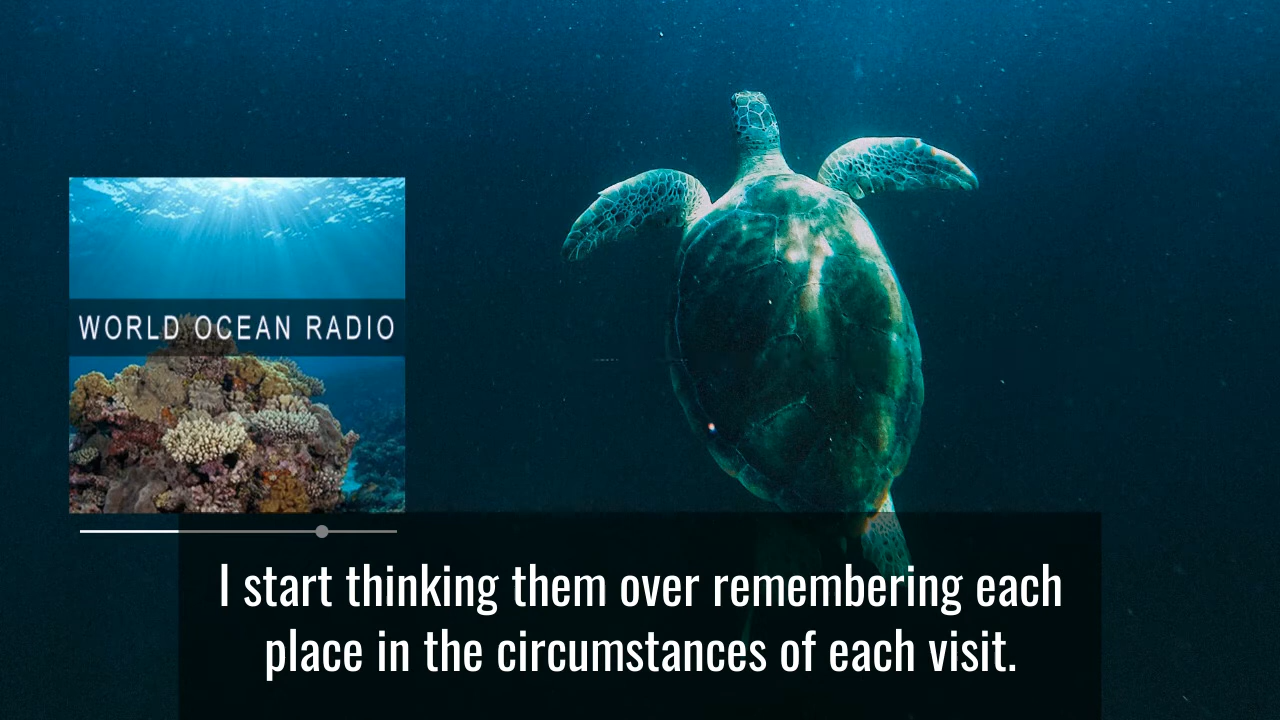 WORLD OCEAN RADIO
I start thinking them over remembering each
place in the circumstances of each visit.